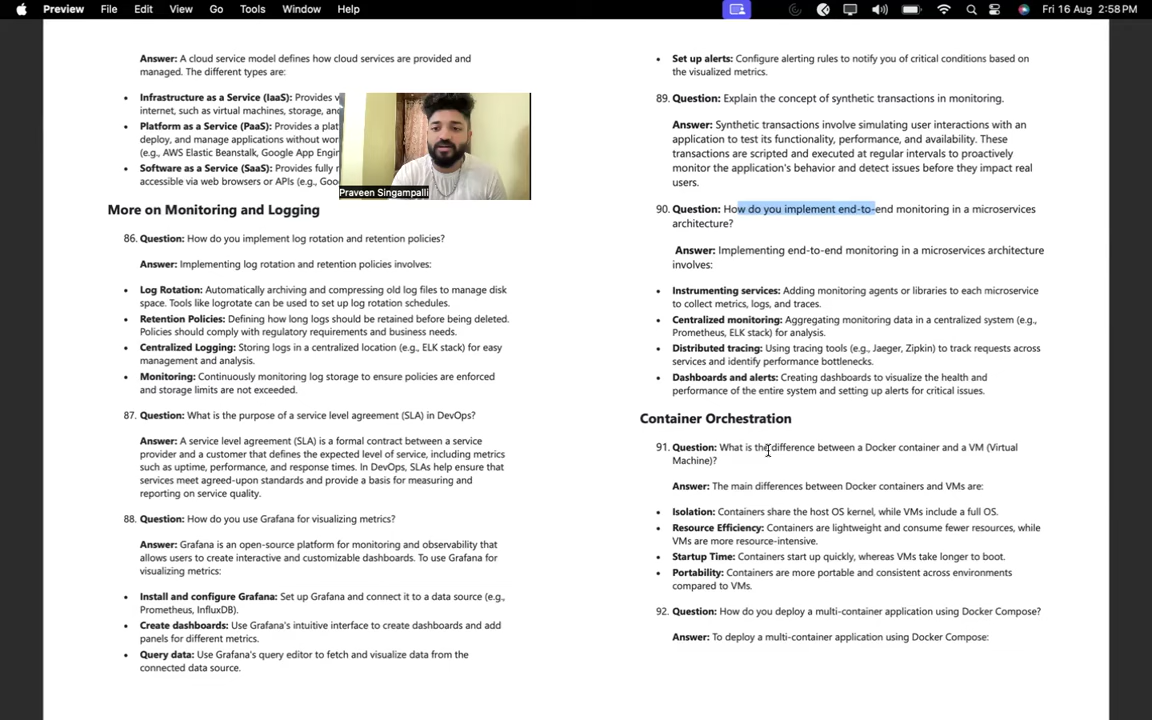 Preview File Edit View Go Tools Window Help Fri 16 Aug 2:58 PM
Answer: A cloud service model defines how cloud services are provided and
managed. The different types are:
• Infrastructure as a Service (IaaS): Provides
internet, such as virtual machines, storage, and
• Platform as a Service (PaaS): Provides a plat
deploy, and manage applications without wor
(e.g., AWS Elastic Beanstalk, Google App Engin
• Software as a Service (SaaS): Provides fully
accessible via web browsers or APIs (e.g., Goo
Praveen Singampalli
More on Monitoring and Logging
86. Question: How do you implement log rotation and retention policies?
Answer: Implementing log rotation and retention policies involves:
• Log Rotation: Automatically archiving and compressing old log files to manage disk
space. Tools like logrotate can be used to set up log rotation schedules.
• Retention Policies: Defining how long logs should be retained before being deleted.
Policies should comply with regulatory requirements and business needs.
• Centralized Logging: Storing logs in a centralized location (e.g., ELK stack) for easy
management and analysis.
• Monitoring: Continuously monitoring log storage to ensure policies are enforced
and storage limits are not exceeded.
87. Question: What is the purpose of a service level agreement (SLA) in DevOps?
Answer: A service level agreement (SLA) is a formal contract between a service
provider and a customer that defines the expected level of service, including metrics
such as uptime, performance, and response times. In DevOps, SLAs help ensure that
services meet agreed-upon standards and provide a basis for measuring and
reporting on service quality.
88. Question: How do you use Grafana for visualizing metrics?
Answer: Grafana is an open-source platform for monitoring and observability that
allows users to create interactive and customizable dashboards. To use Grafana for
visualizing metrics:
• Install and configure Grafana: Set up Grafana and connect it to a data source (e.g.,
Prometheus, InfluxDB).
• Create dashboards: Use Grafana's intuitive interface to create dashboards and add
panels for different metrics.
• Query data: Use Grafana's query editor to fetch and visualize data from the
connected data source.
• Set up alerts: Configure alerting rules to notify you of critical conditions based on
the visualized metrics.
89. Question: Explain the concept of synthetic transactions in monitoring.
Answer: Synthetic transactions involve simulating user interactions with an
application to test its functionality, performance, and availability. These
transactions are scripted and executed at regular intervals to proactively
monitor the application's behavior and detect issues before they impact real
users.
90. Question: How do you implement end-to-end monitoring in a microservices
architecture?
Answer: Implementing end-to-end monitoring in a microservices architecture
involves:
• Instrumenting services: Adding monitoring agents or libraries to each microservice
to collect metrics, logs, and traces.
• Centralized monitoring: Aggregating monitoring data in a centralized system (e.g.,
Prometheus, ELK stack) for analysis.
• Distributed tracing: Using tracing tools (e.g., Jaeger, Zipkin) to track requests across
services and identify performance bottlenecks.
• Dashboards and alerts: Creating dashboards to visualize the health and
performance of the entire system and setting up alerts for critical issues.
Container Orchestration
91. Question: What is the difference between a Docker container and a VM (Virtual
Machine)?
Answer: The main differences between Docker containers and VMs are:
• Isolation: Containers share the host OS kernel, while VMs include a full OS.
• Resource Efficiency: Containers are lightweight and consume fewer resources, while
VMs are more resource-intensive.
• Startup Time: Containers start up quickly, whereas VMs take longer to boot.
• Portability: Containers are more portable and consistent across environments
compared to VMs.
92. Question: How do you deploy a multi-container application using Docker Compose?
Answer: To deploy a multi-container application using Docker Compose: